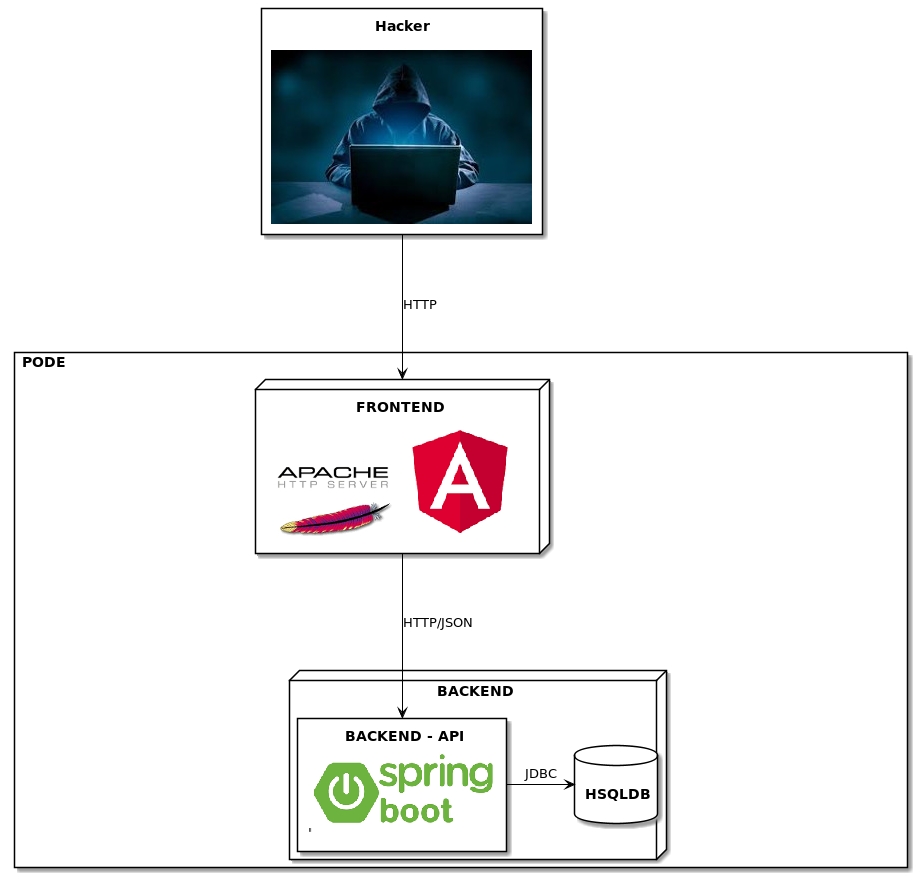 Hacker
HTTP
PODE
FRONTEND
APACHE
HTTP SERVER
HTTP/JSON
BACKEND
BACKEND - API
spring
boot
JDBC
HSQLDB
'